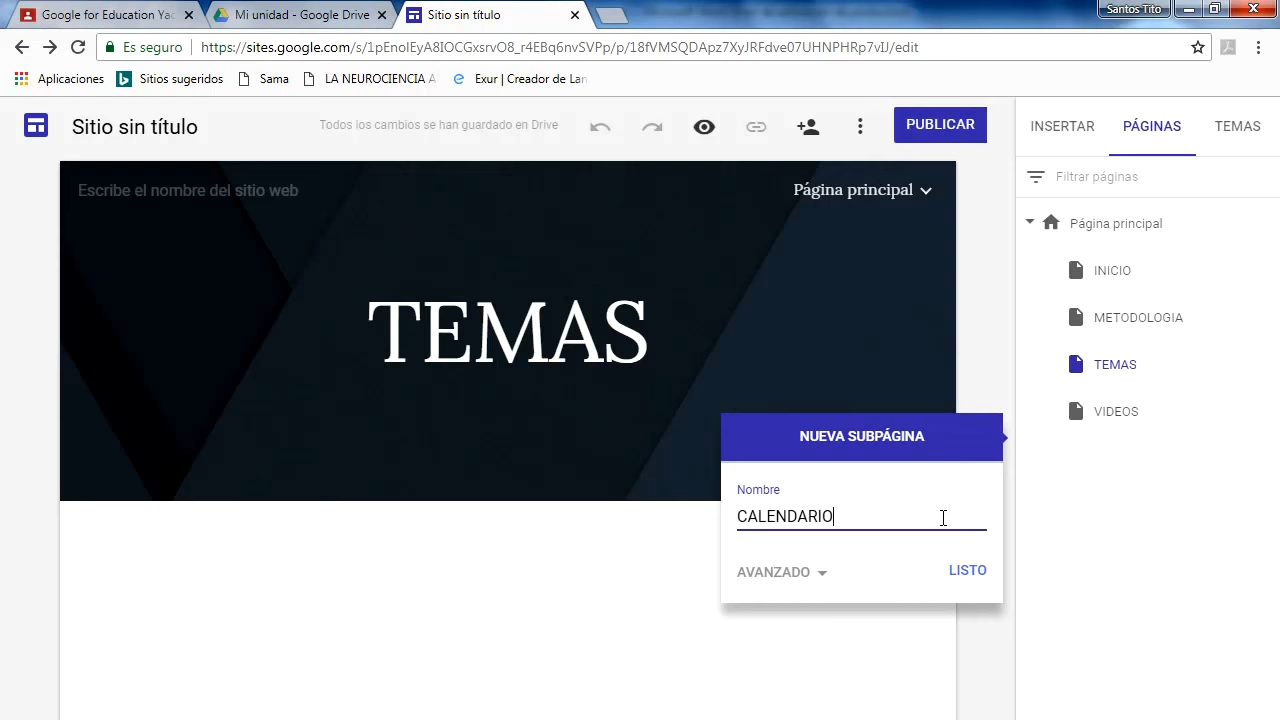 Santos Tito
Google for Education Yac
Mi unidad - Google Drive
Sitio sin título
Es seguro
https://sites.google.com/s/1pEnoIEyA8IOCGxsrvO8_r4EBq6nvSVPp/p/18fVMSQDApz7XyJRFdve07UHNPHRp7vIJ/edit
Aplicaciones
Sitios sugeridos
Sama
LA NEUROCIENCIA A
Exur | Creador de Lan
Sitio sin título
Todos los cambios se han guardado en Drive
PUBLICAR
INSERTAR
PÁGINAS
TEMAS
Filtrar páginas
Escribe el nombre del sitio web
Página principal
TEMAS
Página principal
INICIO
METODOLOGIA
TEMAS
VIDEOS
NUEVA SUBPÁGINA
Nombre
CALENDARIO
AVANZADO
LISTO